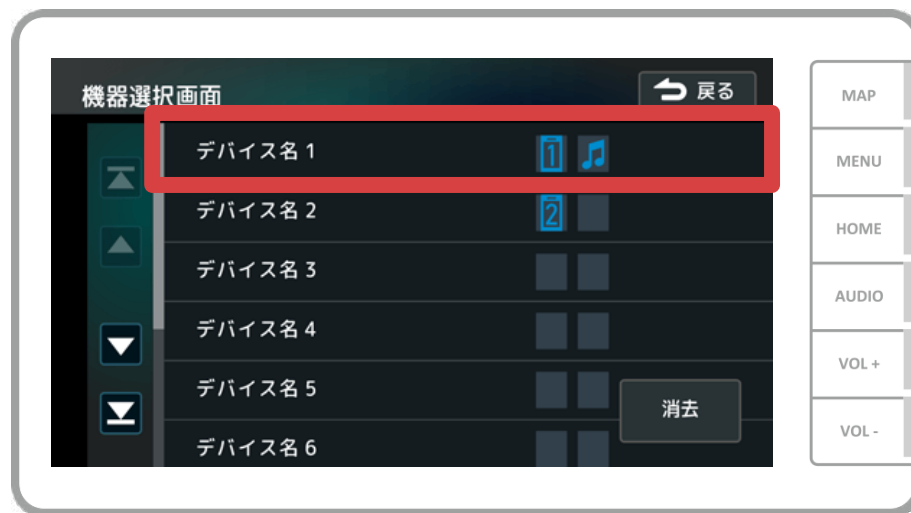 機器選択画面
戻る
デバイス名 1
1
デバイス名 2
2
デバイス名 3
デバイス名 4
デバイス名 5
デバイス名 6
消去
MAP
MENU
HOME
AUDIO
VOL +
VOL -